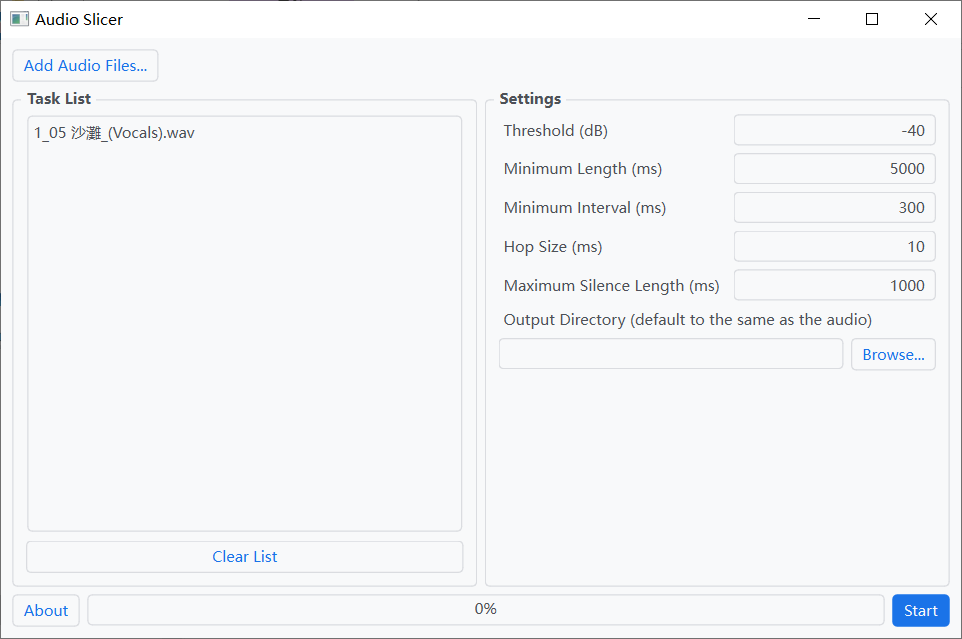 Audio Slicer
Add Audio Files...
Task List
1_05 沙灘_(Vocals).wav
Clear List
Settings
Threshold (dB) -40
Minimum Length (ms) 5000
Minimum Interval (ms) 300
Hop Size (ms) 10
Maximum Silence Length (ms) 1000
Output Directory (default to the same as the audio)
Browse...
About
0%
Start